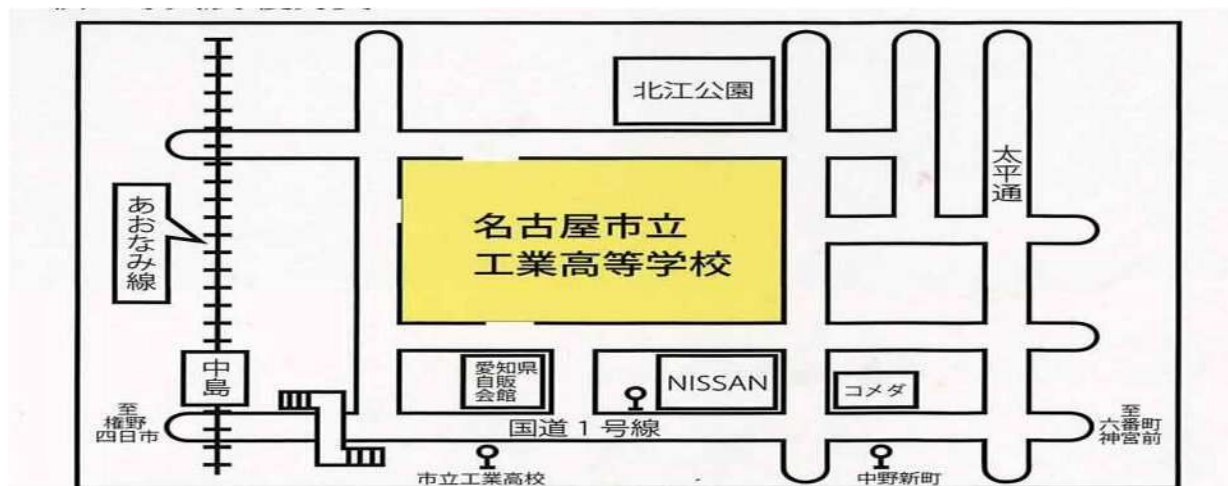 北江公園
太平通
あおなみ線
名古屋市立
工業高等学校
中島
愛知県
自販
会館
NISSAN
コメダ
至
権野
四日市
国道1号線
至
六番町
神宮前
市立工業高校
中野新町